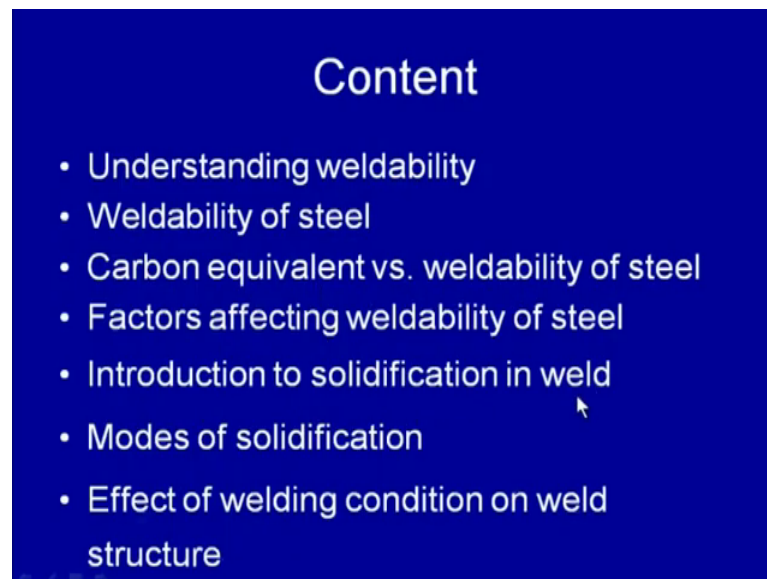 Content
• Understanding weldability
• Weldability of steel
• Carbon equivalent vs. weldability of steel
• Factors affecting weldability of steel
• Introduction to solidification in weld
• Modes of solidification
• Effect of welding condition on weld
structure